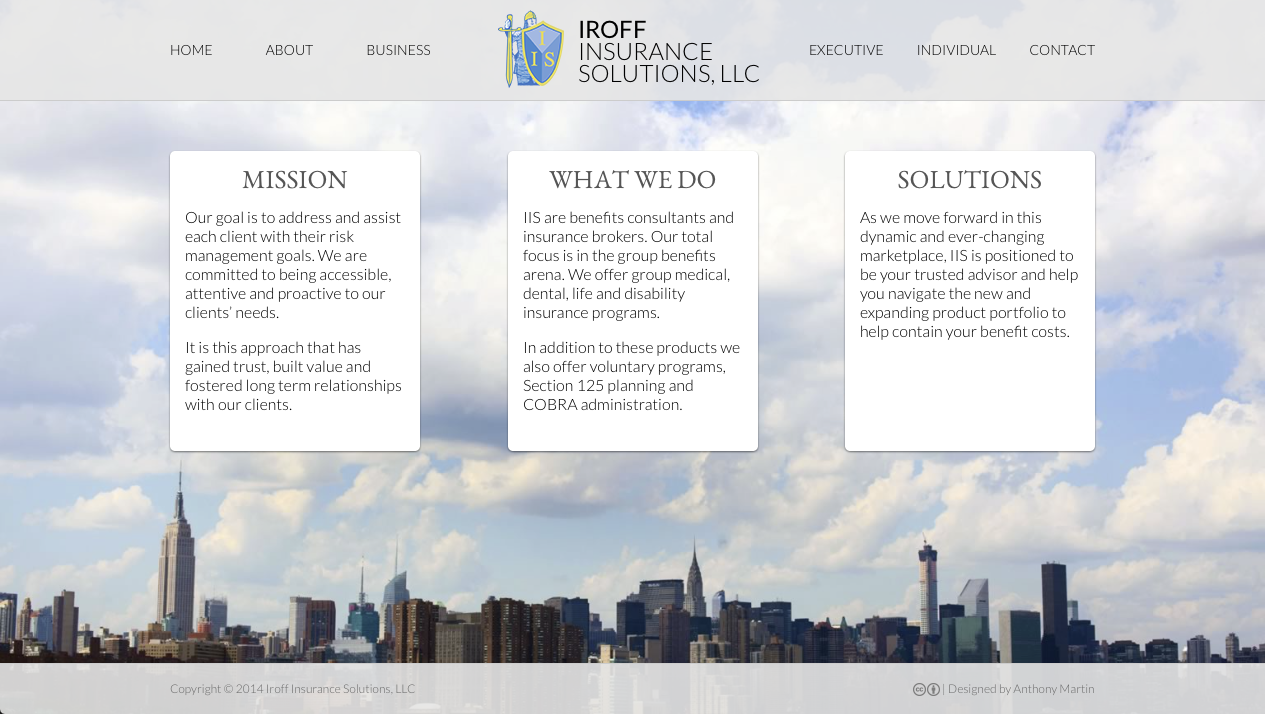 HOME ABOUT BUSINESS
I
I S
IROFF
INSURANCE
SOLUTIONS, LLC
EXECUTIVE INDIVIDUAL CONTACT
MISSION
Our goal is to address and assist
each client with their risk
management goals. We are
committed to being accessible,
attentive and proactive to our
clients’ needs.
It is this approach that has
gained trust, built value and
fostered long term relationships
with our clients.
WHAT WE DO
IIS are benefits consultants and
insurance brokers. Our total
focus is in the group benefits
arena. We offer group medical,
dental, life and disability
insurance programs.
In addition to these products we
also offer voluntary programs,
Section 125 planning and
COBRA administration.
SOLUTIONS
As we move forward in this
dynamic and ever-changing
marketplace, IIS is positioned to
be your trusted advisor and help
you navigate the new and
expanding product portfolio to
help contain your benefit costs.
Copyright © 2014 Iroff Insurance Solutions, LLC
cc | Designed by Anthony Martin